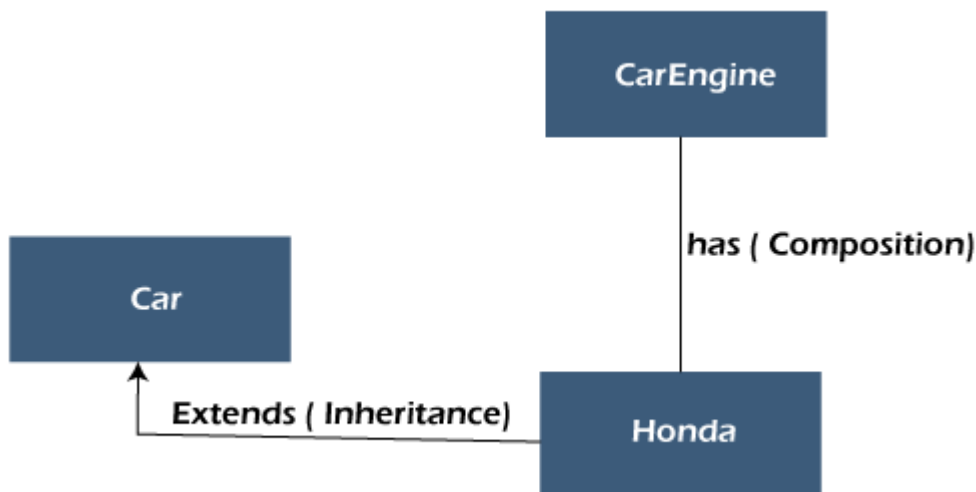 CarEngine
has ( Composition)
Car
Extends ( Inheritance)
Honda